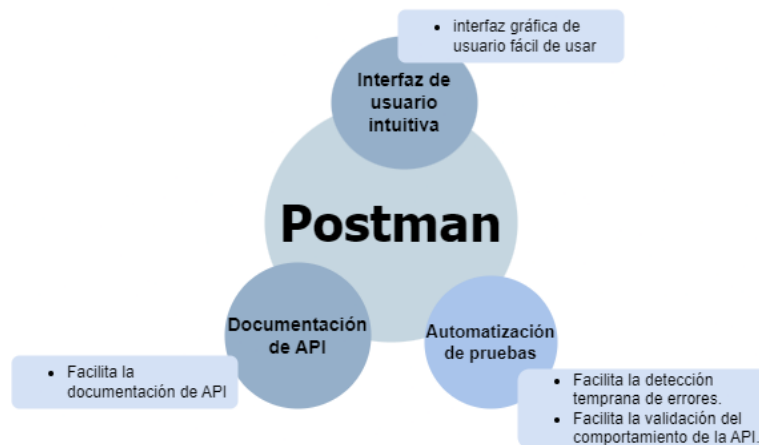 • interfaz gráfica de
usuario fácil de usar
Interfaz de
usuario
intuitiva
Postman
Documentación
de API
• Facilita la
documentación de API
Automatización
de pruebas
• Facilita la detección
temprana de errores.
• Facilita la validación del
comportamiento de la API.